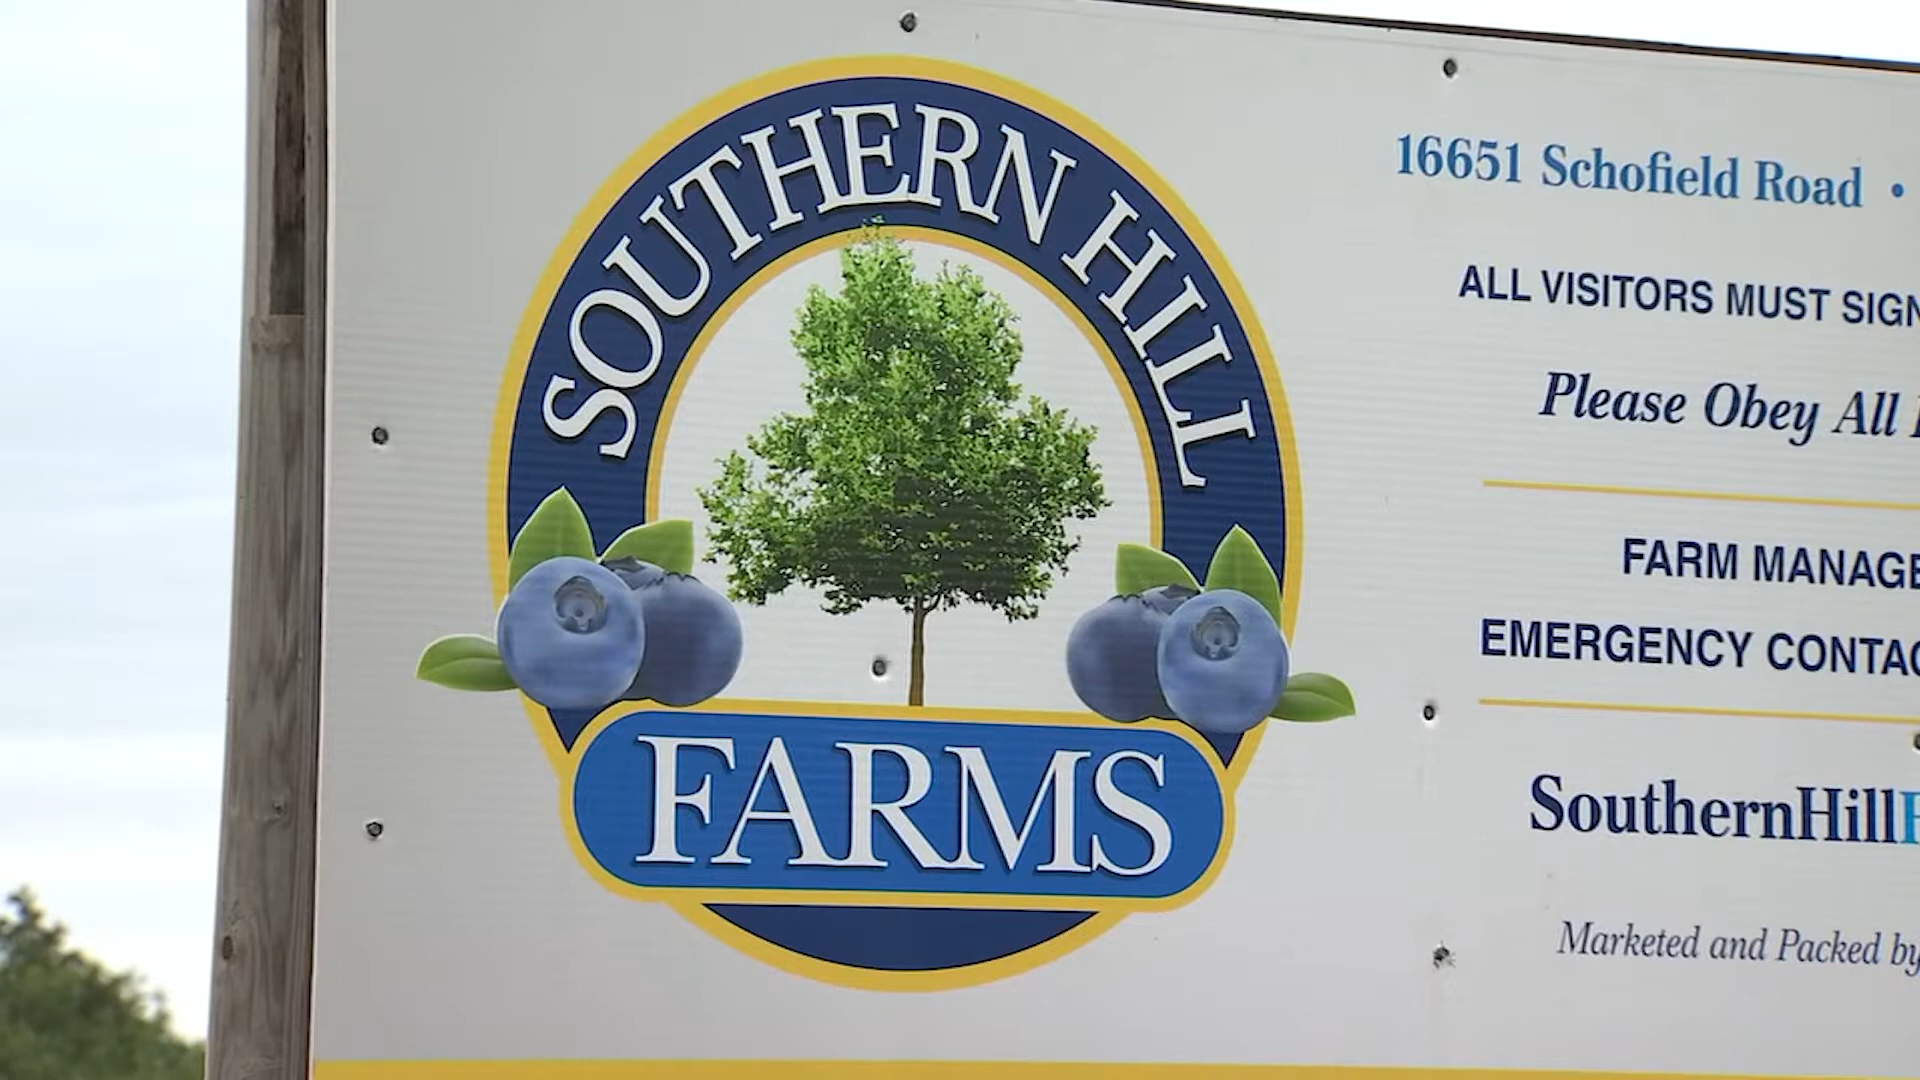 SOUTHERN HILL
FARMS
16651 Schofield Road •
ALL VISITORS MUST SIGN
Please Obey All
FARM MANAGE
EMERGENCY CONTAC
SouthernHill
Marketed and Packed by